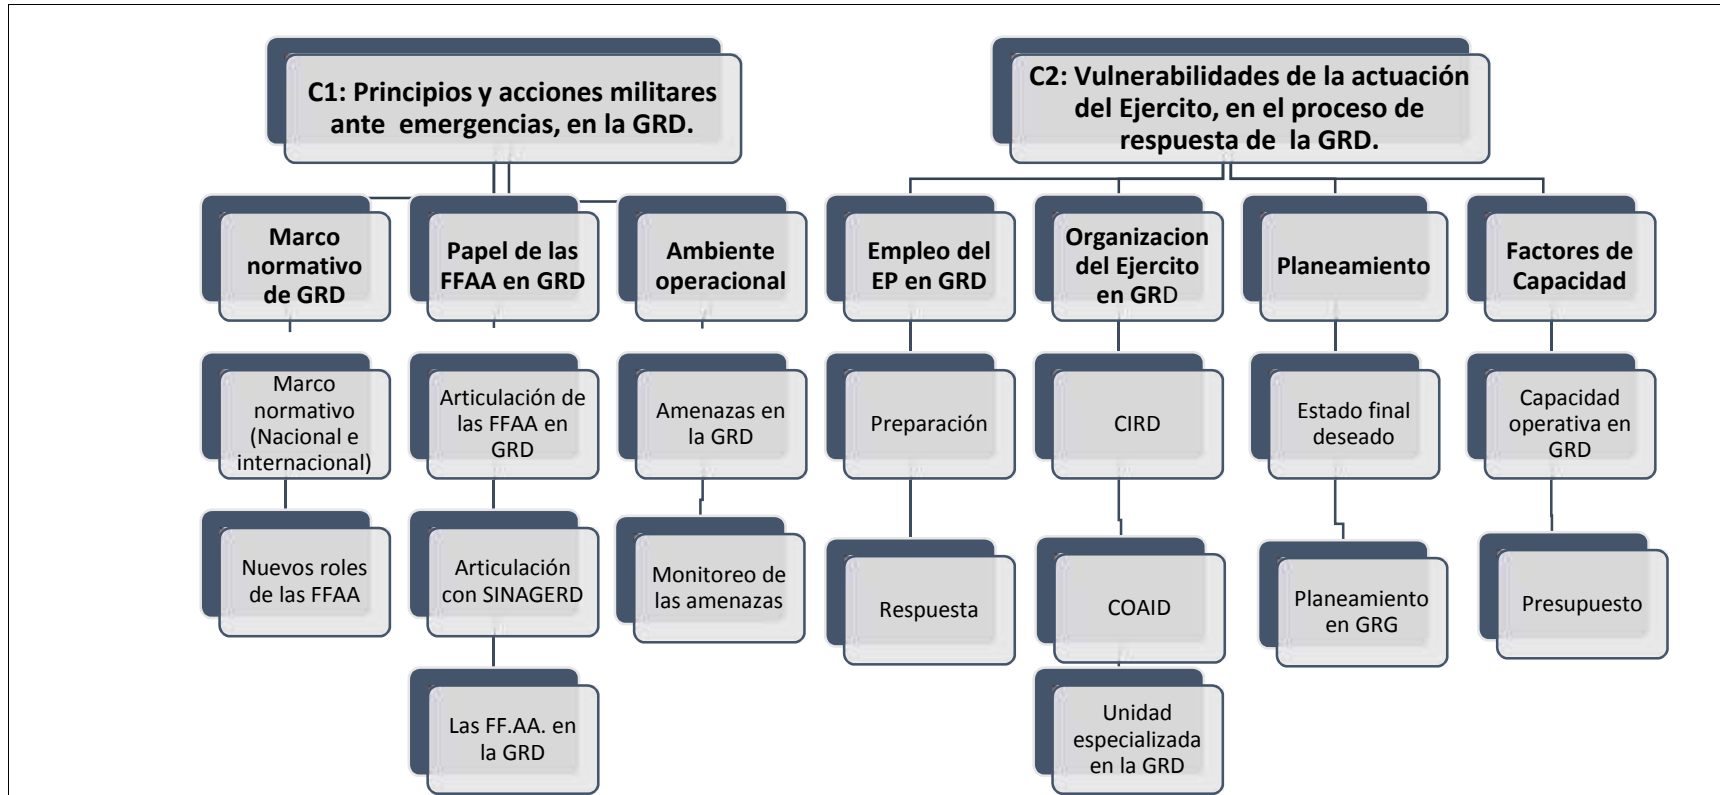 C1: Principios y acciones militares
ante emergencias, en la GRD.
C2: Vulnerabilidades de la actuación
del Ejercito, en el proceso de
respuesta de la GRD.
Marco
normativo
de GRD
Papel de las
FFAA en GRD
Ambiente
operacional
Empleo del
EP en GRD
Organizacion
del Ejercito
en GRD
Planeamiento
Factores de
Capacidad
Marco
normativo
(Nacional e
internacional)
Articulación de
las FFAA en
GRD
Amenazas en
la GRD
Preparación
CIRD
Estado final
deseado
Capacidad
operativa en
GRD
Nuevos roles
de las FFAA
Articulación
con SINAGERD
Monitoreo de
las amenazas
Respuesta
COAID
Planeamiento
en GRG
Presupuesto
Las FF.AA. en
la GRD
Unidad
especializada
en la GRD